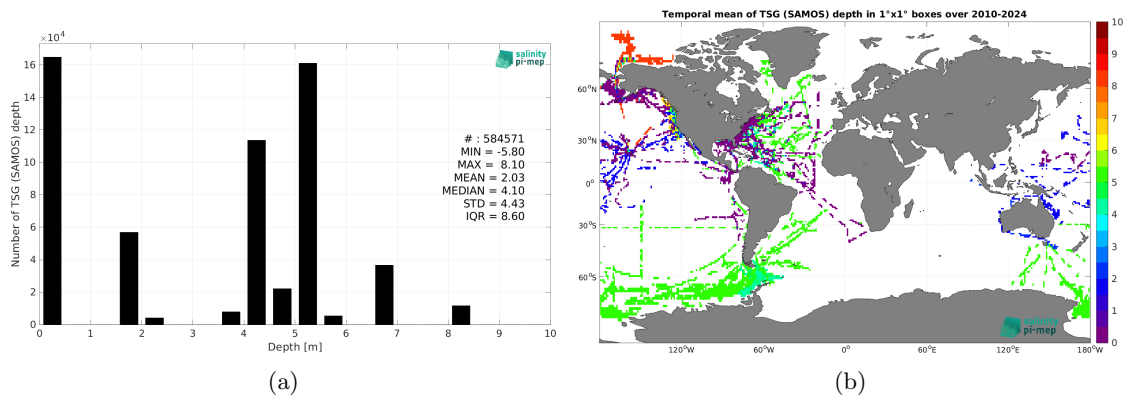 Temporal mean of TSG (SAMOS) depth in 1°x1° boxes over 2010-2024
×10⁴
16
14
12
10
8
6
4
2
0
Number of TSG (SAMOS) depth
salinity
pi-mep
# : 584571
MIN = -5.80
MAX = 8.10
MEAN = 2.03
MEDIAN = 4.10
STD = 4.43
IQR = 8.60
0 1 2 3 4 5 6 7 8 9 10
Depth [m]
(a)
60°N
30°N
0°
30°S
60°S
120°W 60°W 0° 60°E 120°E 180°W
salinity
pi-mep
10
9
8
7
6
5
4
3
2
1
0
(b)